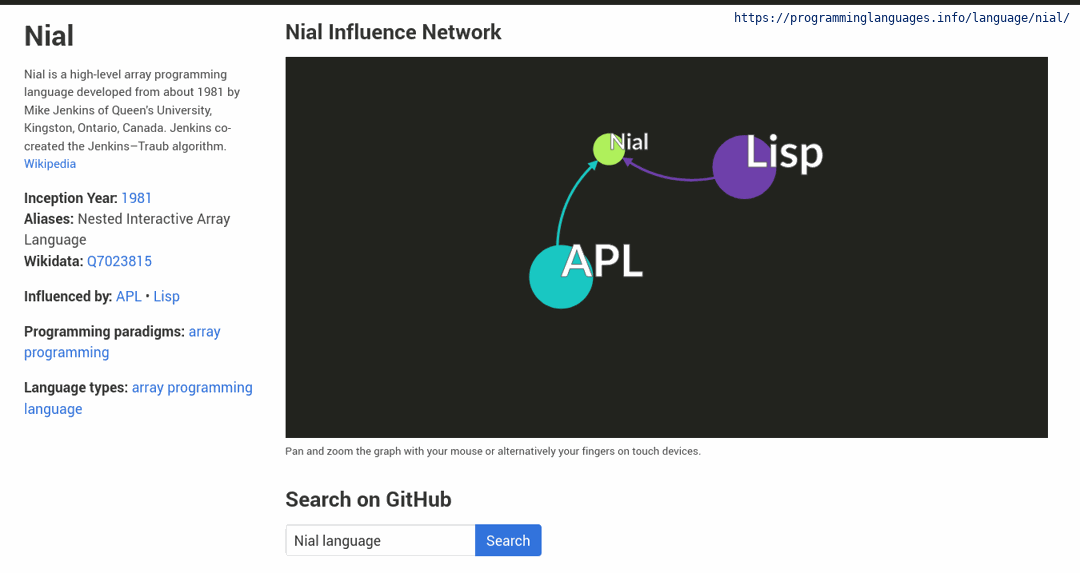 https://programminglanguages.info/language/nial/
Nial
Nial is a high-level array programming
language developed from about 1981 by
Mike Jenkins of Queen's University,
Kingston, Ontario, Canada. Jenkins co-
created the Jenkins–Traub algorithm.
Wikipedia
Inception Year: 1981
Aliases: Nested Interactive Array
Language
Wikidata: Q7023815
Influenced by: APL • Lisp
Programming paradigms: array
programming
Language types: array programming
language
Nial Influence Network
Nial
Lisp
APL
Pan and zoom the graph with your mouse or alternatively your fingers on touch devices.
Search on GitHub
Nial language
Search